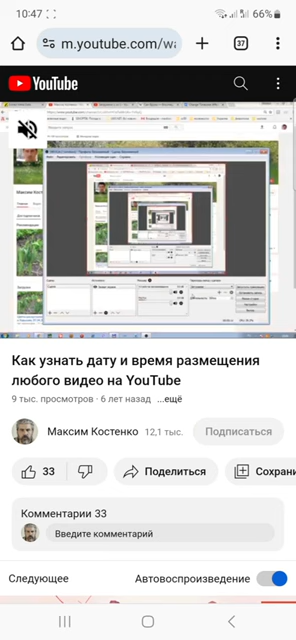 10:47
66%
m.youtube.com/wa
37
YouTube
Как узнать дату и время размещения
любого видео на YouTube
9 тыс. просмотров · 6 лет назад ...ещё
Максим Костенко 12,1 тыс.
Подписаться
33
Поделиться
Сохрани
Комментарии 33
Введите комментарий
Следующее
Автовоспроизведение